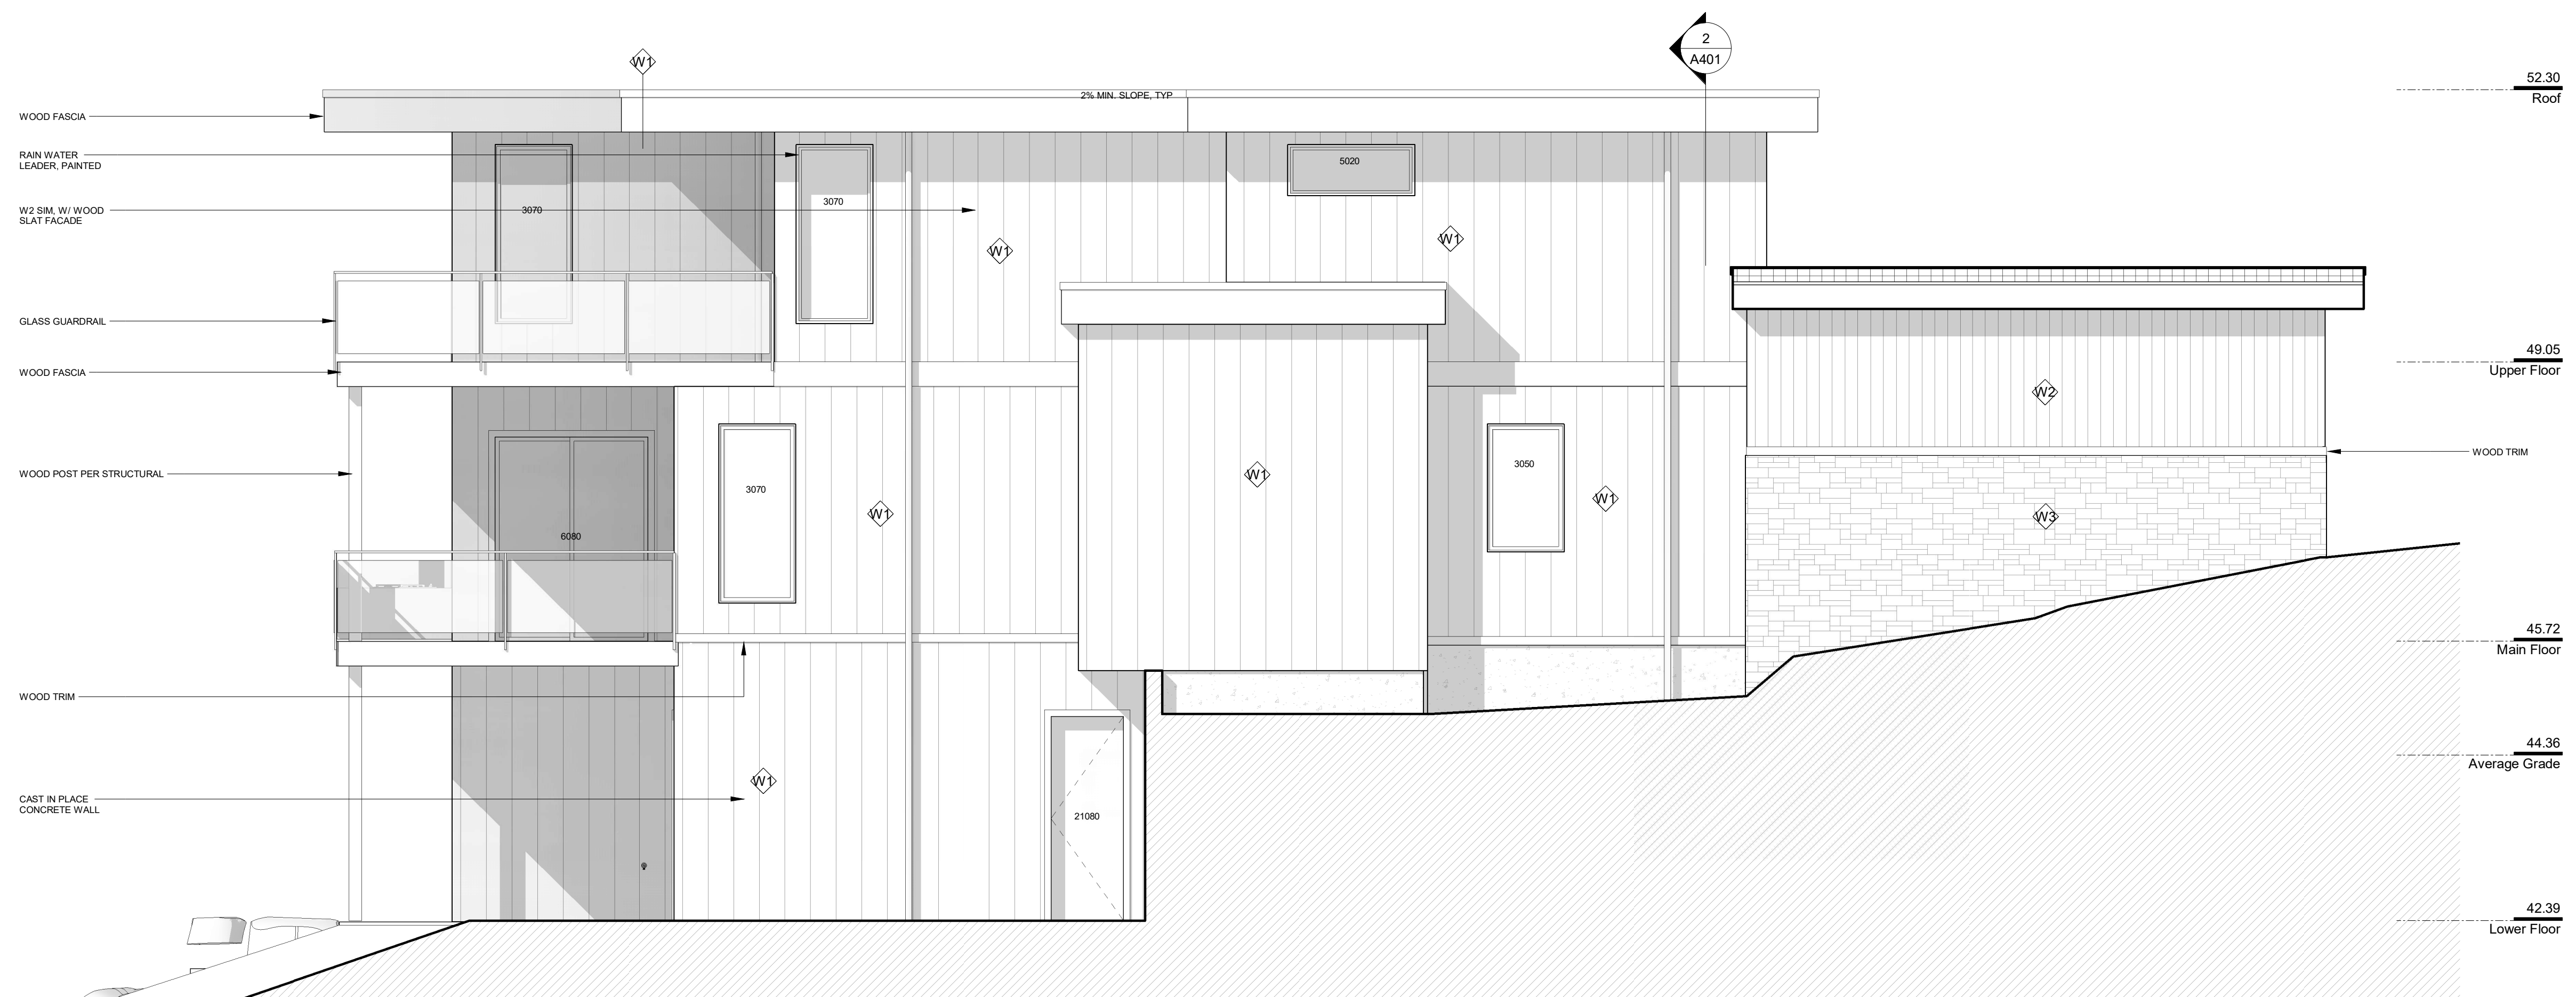 2
A401
W1
52.30
Roof
2% MIN. SLOPE, TYP
WOOD FASCIA
RAIN WATER
LEADER, PAINTED
5020
3070
3070
W2 SIM, W/ WOOD
SLAT FACADE
W1
W1
GLASS GUARDRAIL
49.05
Upper Floor
WOOD FASCIA
W2
WOOD TRIM
WOOD POST PER STRUCTURAL
3070
W1
W1
3050
W1
W3
6080
45.72
Main Floor
WOOD TRIM
44.36
Average Grade
W1
CAST IN PLACE
CONCRETE WALL
21080
42.39
Lower Floor